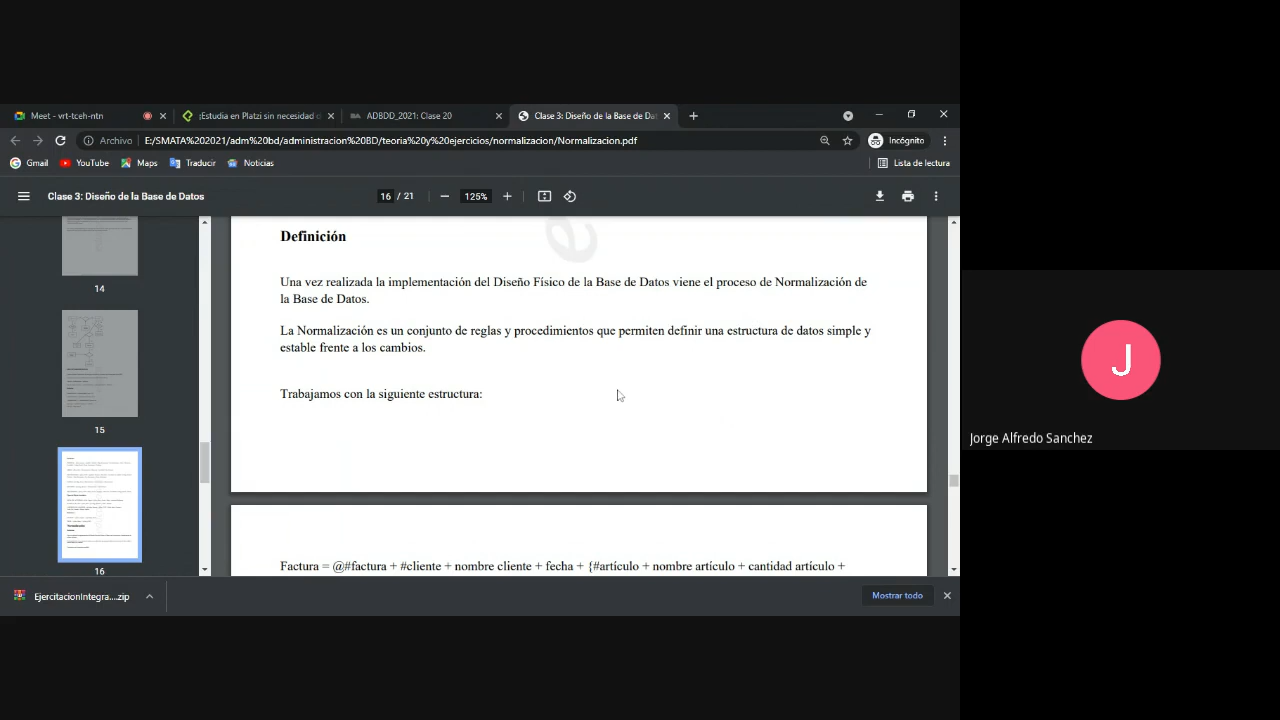 Meet - vrt-tceh-ntn
¡Estudia en Platzi sin necesidad d
ADBDD_2021: Clase 20
Clase 3: Diseño de la Base de Dat
Archivo
E:/SMATA%202021/adm%20bd/administracion%20BD/teoria%20y%20ejercicios/normalizacion/Normalizacion.pdf
Incógnito
Gmail
YouTube
Maps
Traducir
Noticias
Lista de lectura
Clase 3: Diseño de la Base de Datos
16 / 21
125%
14
15
16
e
Definición
Una vez realizada la implementación del Diseño Físico de la Base de Datos viene el proceso de Normalización de
la Base de Datos.
La Normalización es un conjunto de reglas y procedimientos que permiten definir una estructura de datos simple y
estable frente a los cambios.
Trabajamos con la siguiente estructura:
Factura = @#factura + #cliente + nombre cliente + fecha + {#artículo + nombre artículo + cantidad artículo +
EjercitacionIntegra....zip
Mostrar todo
J
Jorge Alfredo Sanchez